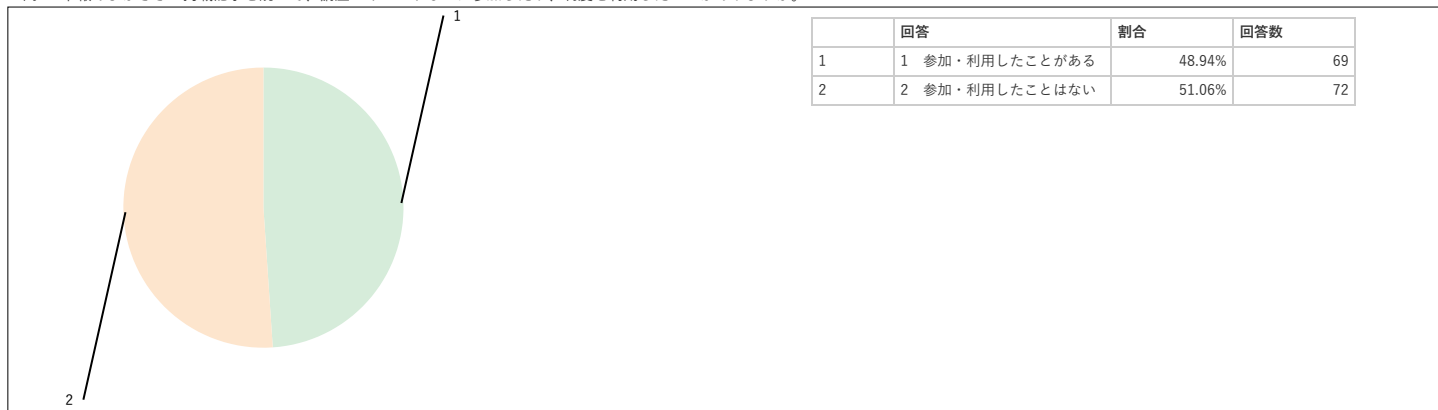 1
回答 割合 回答数
1 1 参加・利用したことがある 48.94% 69
2 2 参加・利用したことはない 51.06% 72
2